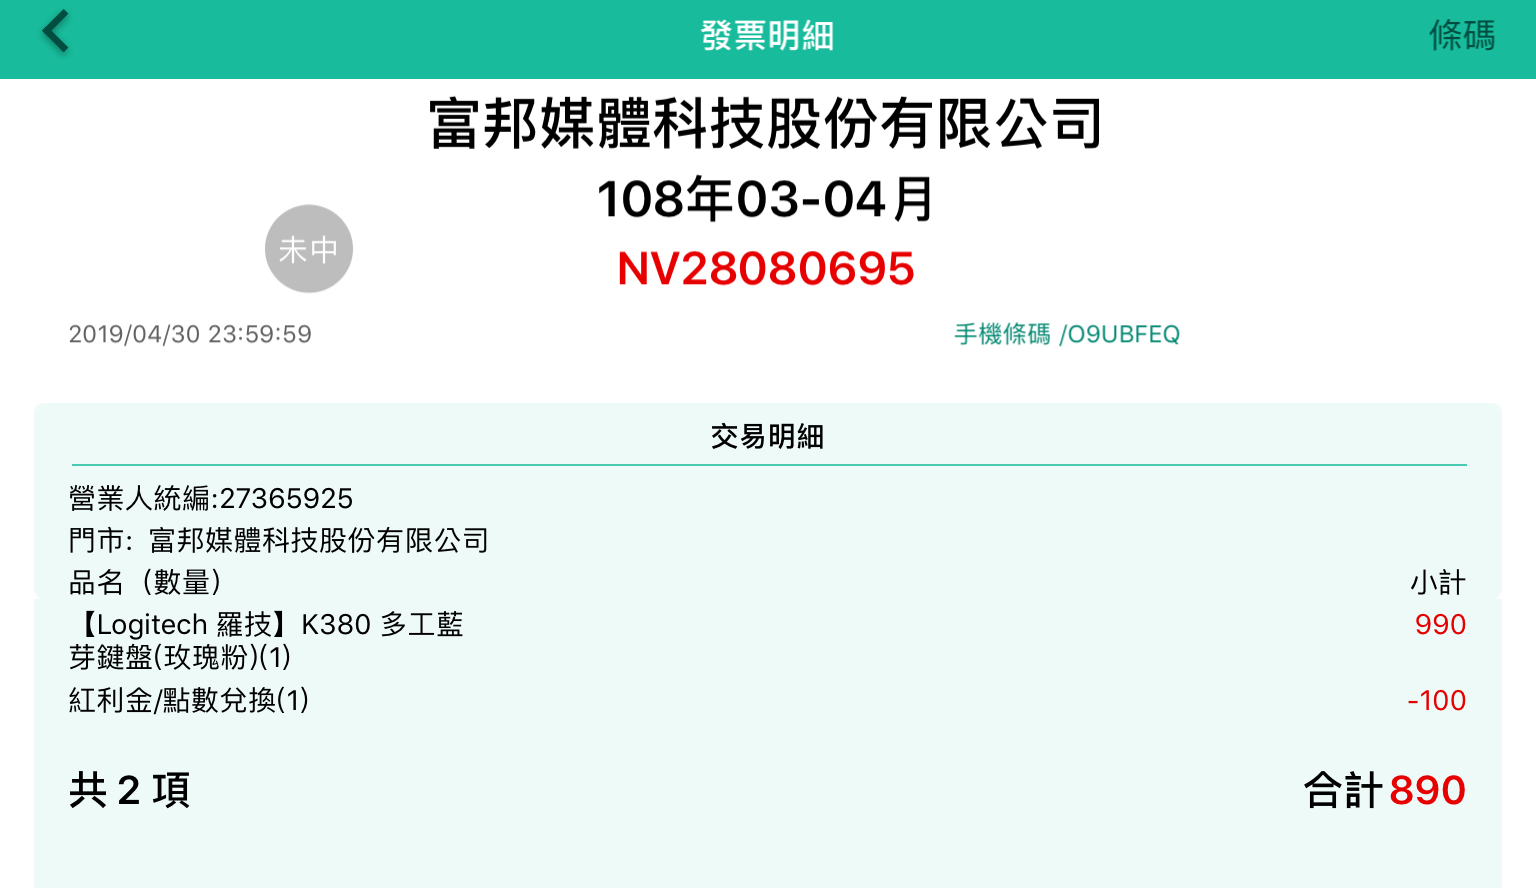 發票明細
條碼
富邦媒體科技股份有限公司
108年03-04月
未中
NV28080695
2019/04/30 23:59:59
手機條碼 /O9UBFEQ
交易明細
營業人統編:27365925
門市: 富邦媒體科技股份有限公司
品名（數量） 小計
【Logitech 羅技】K380 多工藍 990
芽鍵盤(玫瑰粉)(1)
紅利金/點數兌換(1) -100
共 2 項 合計 890